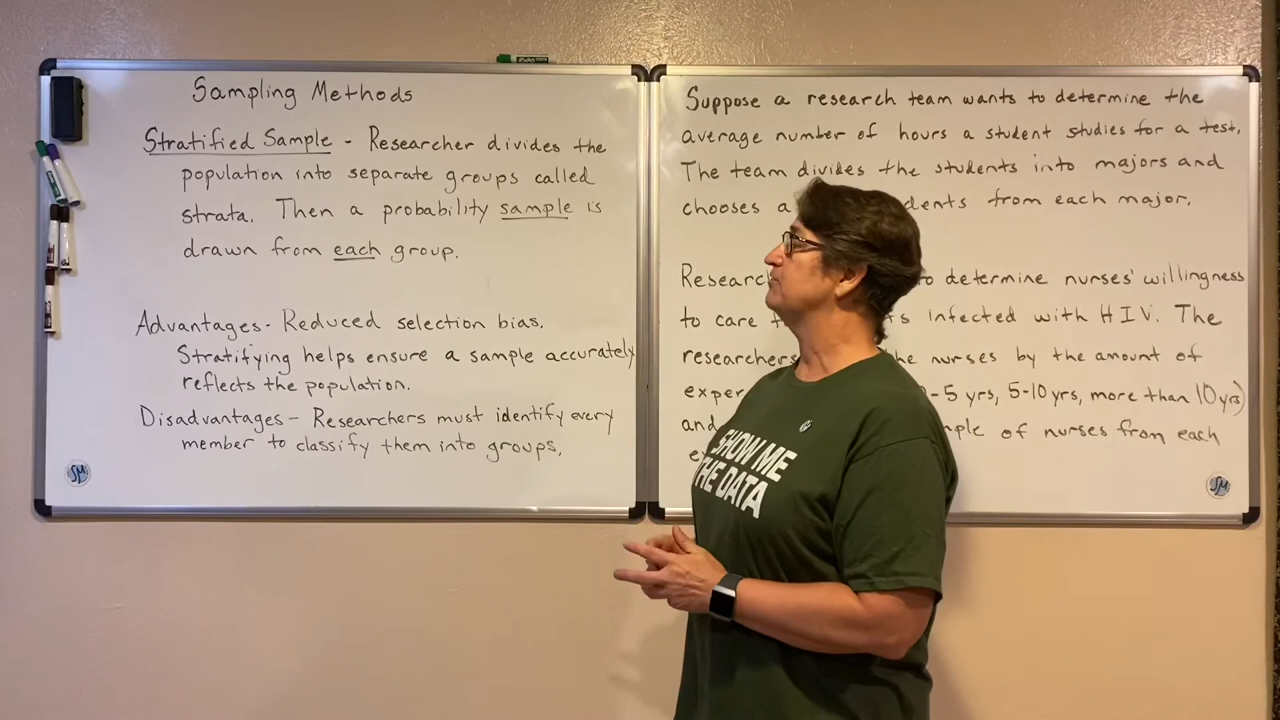 Sampling Methods
Stratified Sample - Researcher divides the
population into separate groups called
strata. Then a probability sample is
drawn from each group.
Advantages- Reduced selection bias.
Stratifying helps ensure a sample accurately
reflects the population.
Disadvantages - Researchers must identify every
member to classify them into groups.
SM
Suppose a research team wants to determine the
average number of hours a student studies for a test.
The team divides the students into majors and
chooses a dents from each major.
Research to determine nurses' willingness
to care infected with HIV. The
researchers nurses by the amount of
exper -5 yrs, 5-10 yrs, more than 10 yrs)
and of nurses from each
SM
SHOW ME
THE DATA
EXPO